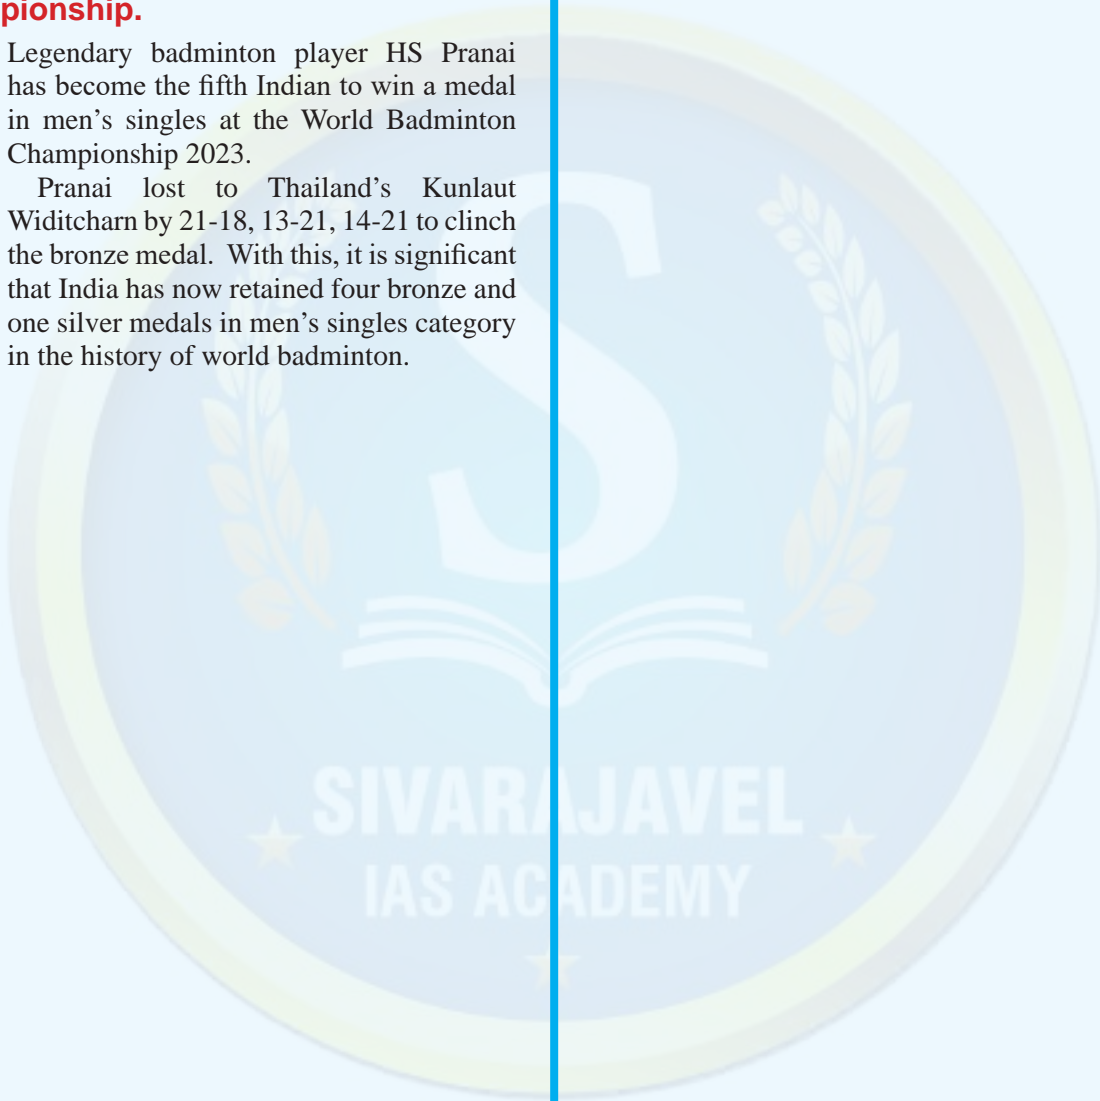 pionship.
Legendary badminton player HS Pranai
has become the fifth Indian to win a medal
in men's singles at the World Badminton
Championship 2023.
Pranai lost to Thailand's Kunlaut
Widitcharn by 21-18, 13-21, 14-21 to clinch
the bronze medal. With this, it is significant
that India has now retained four bronze and
one silver medals in men's singles category
in the history of world badminton.
S
SIVARAJAVEL
IAS ACADEMY